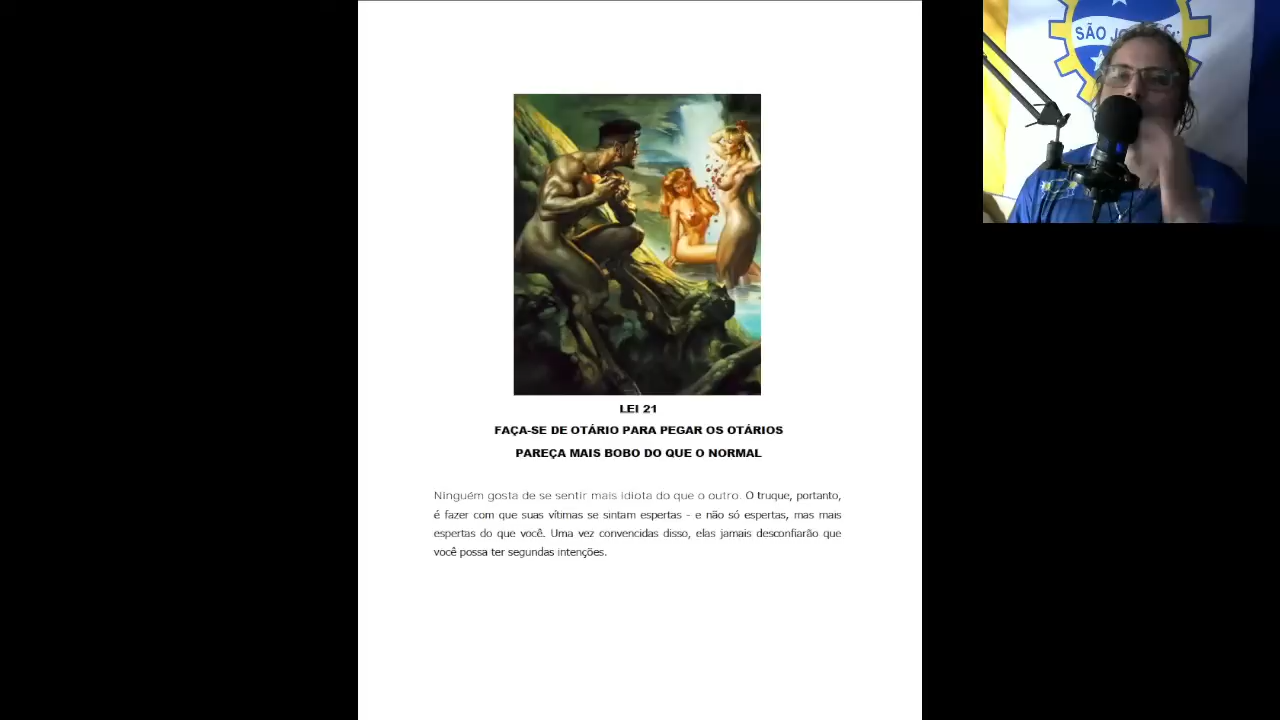 SÃO JO
LEI 21
FAÇA-SE DE OTÁRIO PARA PEGAR OS OTÁRIOS
PAREÇA MAIS BOBO DO QUE O NORMAL
Ninguém gosta de se sentir mais idiota do que o outro. O truque, portanto,
é fazer com que suas vítimas se sintam espertas - e não só espertas, mas mais
espertas do que você. Uma vez convencidas disso, elas jamais desconfiarão que
você possa ter segundas intenções.